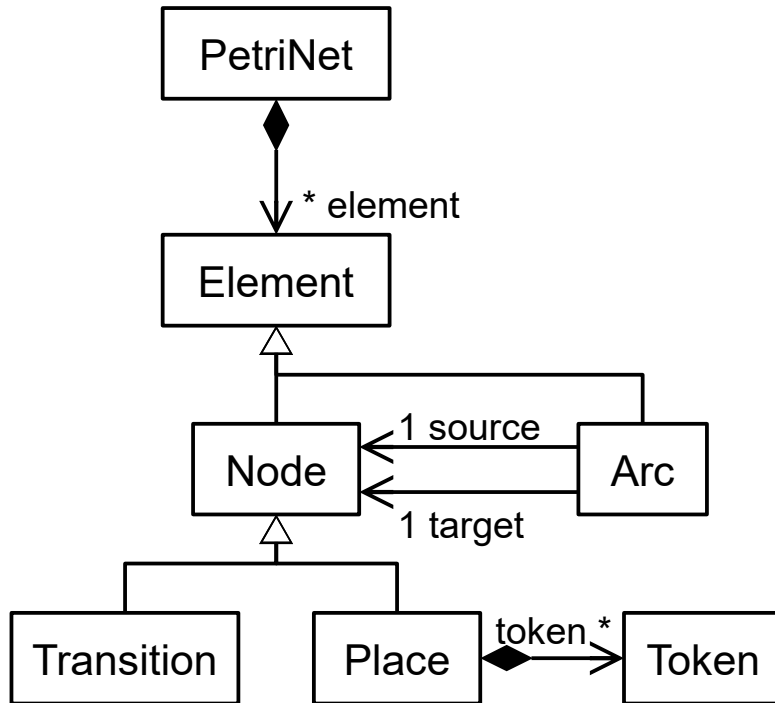 PetriNet
* element
Element
1 source
Node
Arc
1 target
token *
Transition
Place
Token